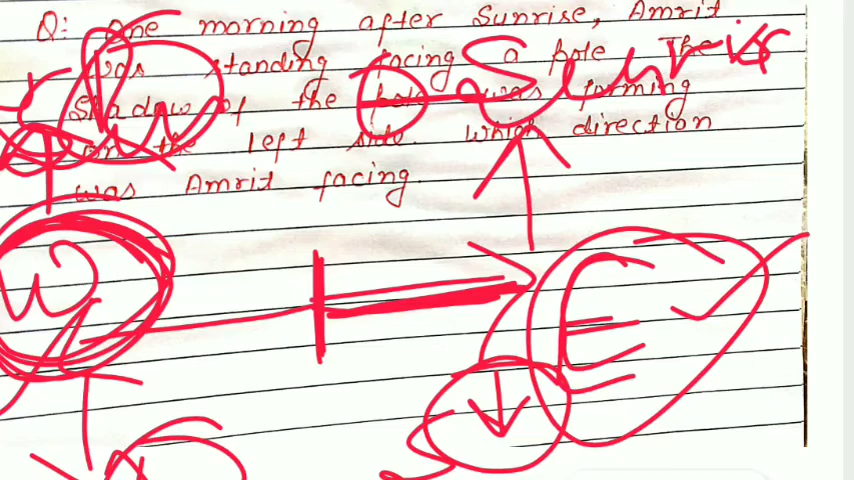 Q: One morning after Sunrise, Amrit
was standing facing a pole The
Shadow of the pole was forming
on the left side. which direction
was Amrit facing.
W
E